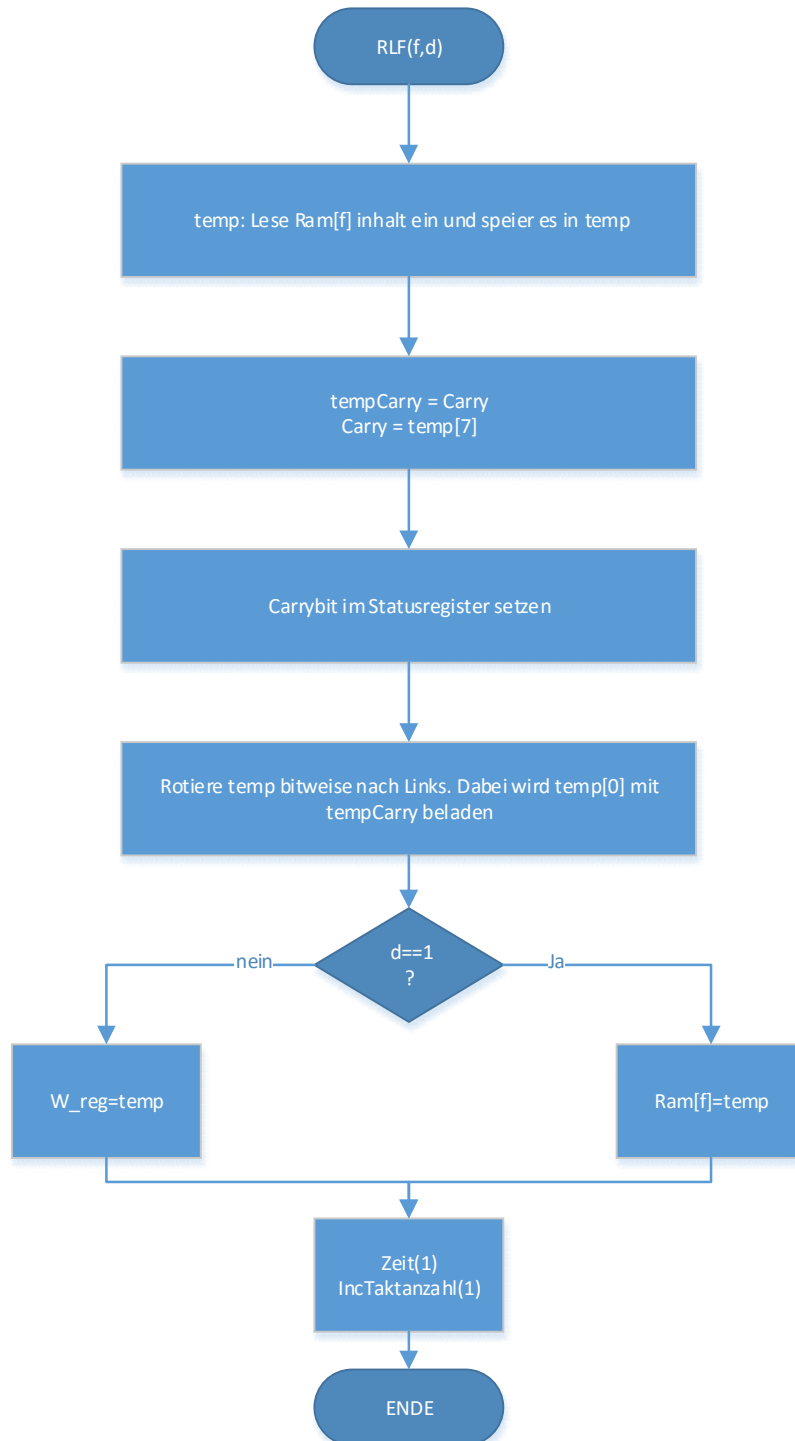 RLF(f,d)
temp: Lese Ram[f] inhalt ein und speier es in temp
tempCarry = Carry
Carry = temp[7]
Carrybit im Statusregister setzen
Rotiere temp bitweise nach Links. Dabei wird temp[0] mit
tempCarry beladen
d==1
?
nein
Ja
W_reg=temp
Ram[f]=temp
Zeit(1)
IncTaktanzahl(1)
ENDE